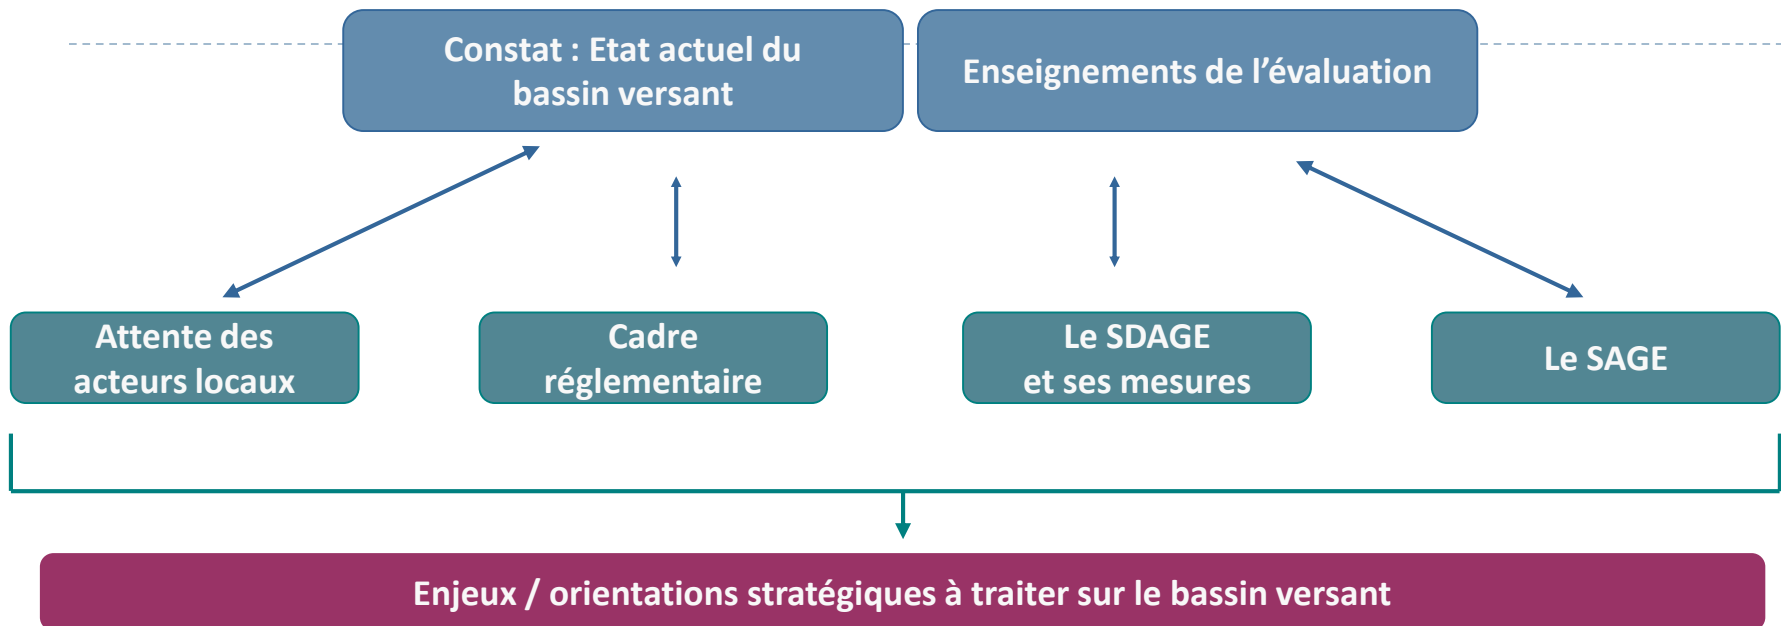 Constat : Etat actuel du
bassin versant
Enseignements de l’évaluation
Attente des
acteurs locaux
Cadre
réglementaire
Le SDAGE
et ses mesures
Le SAGE
Enjeux / orientations stratégiques à traiter sur le bassin versant